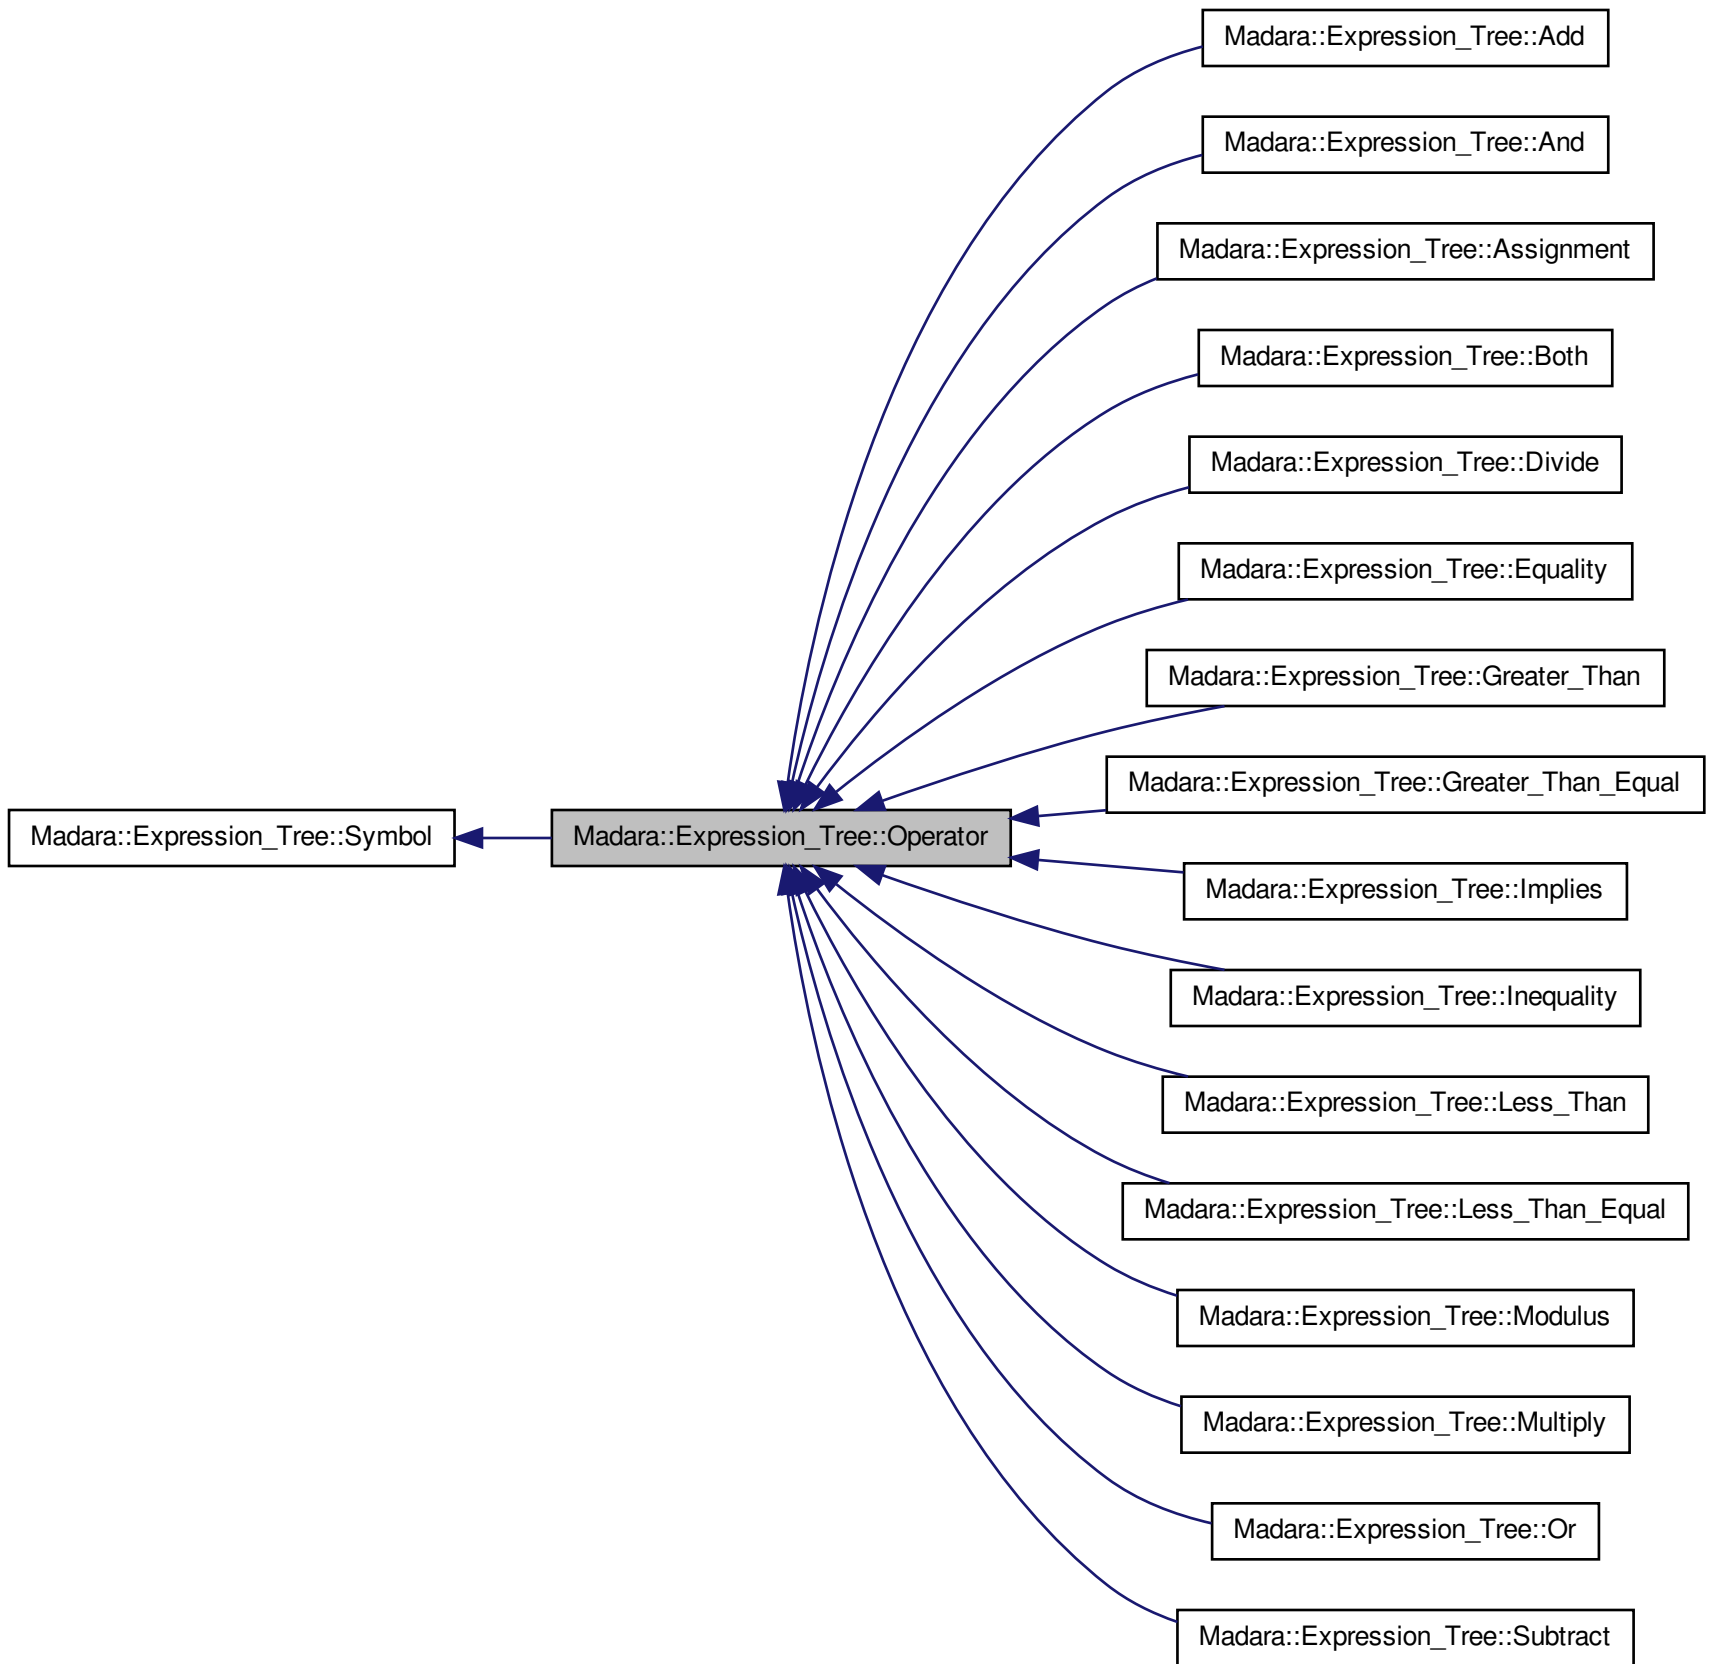 Madara::Expression_Tree::Add
Madara::Expression_Tree::And
Madara::Expression_Tree::Assignment
Madara::Expression_Tree::Both
Madara::Expression_Tree::Divide
Madara::Expression_Tree::Equality
Madara::Expression_Tree::Greater_Than
Madara::Expression_Tree::Greater_Than_Equal
Madara::Expression_Tree::Symbol
Madara::Expression_Tree::Operator
Madara::Expression_Tree::Implies
Madara::Expression_Tree::Inequality
Madara::Expression_Tree::Less_Than
Madara::Expression_Tree::Less_Than_Equal
Madara::Expression_Tree::Modulus
Madara::Expression_Tree::Multiply
Madara::Expression_Tree::Or
Madara::Expression_Tree::Subtract